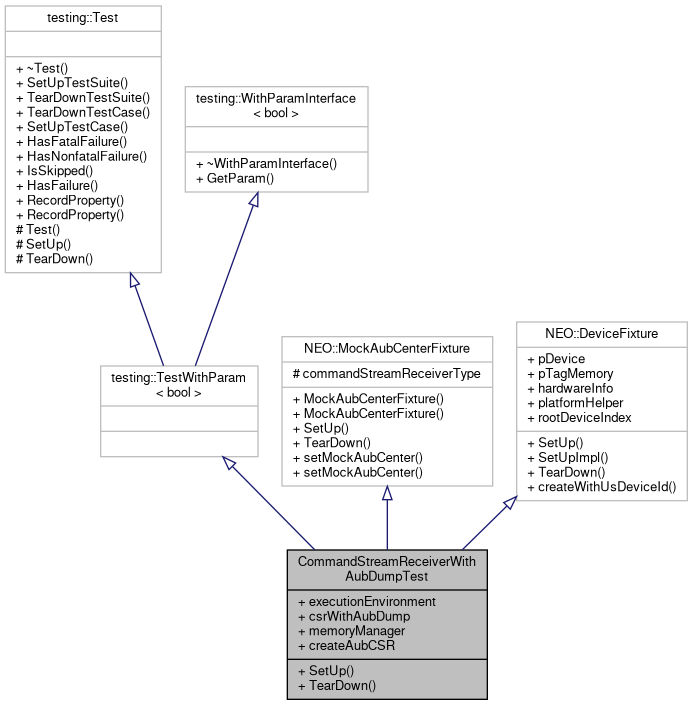 testing::Test
+ ~Test()
+ SetUpTestSuite()
+ TearDownTestSuite()
+ TearDownTestCase()
+ SetUpTestCase()
+ HasFatalFailure()
+ HasNonfatalFailure()
+ IsSkipped()
+ HasFailure()
+ RecordProperty()
+ RecordProperty()
# Test()
# SetUp()
# TearDown()
testing::WithParamInterface
< bool >
+ ~WithParamInterface()
+ GetParam()
testing::TestWithParam
< bool >
NEO::MockAubCenterFixture
# commandStreamReceiverType
+ MockAubCenterFixture()
+ MockAubCenterFixture()
+ SetUp()
+ TearDown()
+ setMockAubCenter()
+ setMockAubCenter()
NEO::DeviceFixture
+ pDevice
+ pTagMemory
+ hardwareInfo
+ platformHelper
+ rootDeviceIndex
+ SetUp()
+ SetUpImpl()
+ TearDown()
+ createWithUsDeviceId()
CommandStreamReceiverWith
AubDumpTest
+ executionEnvironment
+ csrWithAubDump
+ memoryManager
+ createAubCSR
+ SetUp()
+ TearDown()